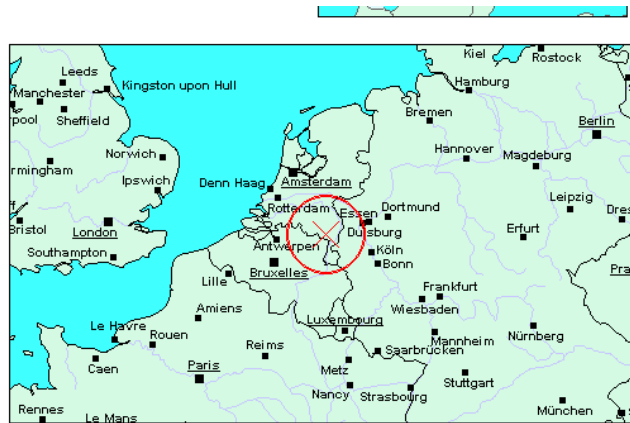 Kiel
Rostock
Leeds
Kingston upon Hull
Hamburg
Manchester
rpool
Sheffield
Bremen
Berlin
Norwich
Hannover
Magdeburg
rmingham
Ipswich
Denn Haag
Amsterdam
Leipzig
Rotterdam
Essen
Dortmund
Dres
Bristol
London
Duisburg
Erfurt
Southampton
Antwerpen
Köln
Bruxelles
Bonn
Lille
Pra
Frankfurt
Amiens
Wiesbaden
Le Havre
Luxembourg
Rouen
Mannheim
Nürnberg
Reims
Saarbrücken
Caen
Paris
Metz
Stuttgart
Nancy
Strasbourg
Rennes
Le Mans
München